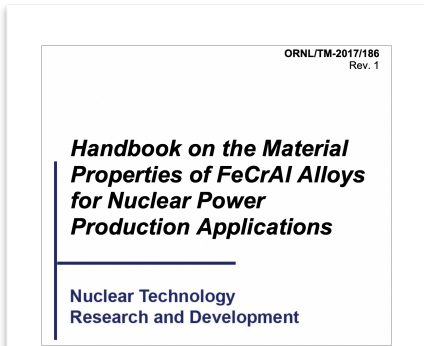 ORNL/TM-2017/186
Rev. 1
Handbook on the Material
Properties of FeCrAl Alloys
for Nuclear Power
Production Applications
Nuclear Technology
Research and Development